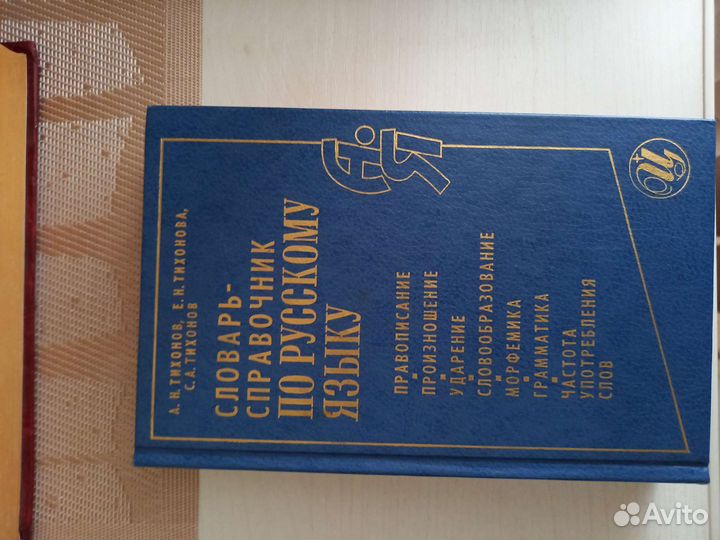 А. Н. ТИХОНОВ, Е. Н. ТИХОНОВА,
С. А. ТИХОНОВ
СЛОВАРЬ-
СПРАВОЧНИК
ПО РУССКОМУ
ЯЗЫКУ
ПРАВОПИСАНИЕ
ПРОИЗНОШЕНИЕ
УДАРЕНИЕ
СЛОВООБРАЗОВАНИЕ
МОРФЕМИКА
ГРАММАТИКА
ЧАСТОТА
УПОТРЕБЛЕНИЯ
СЛОВ
Avito